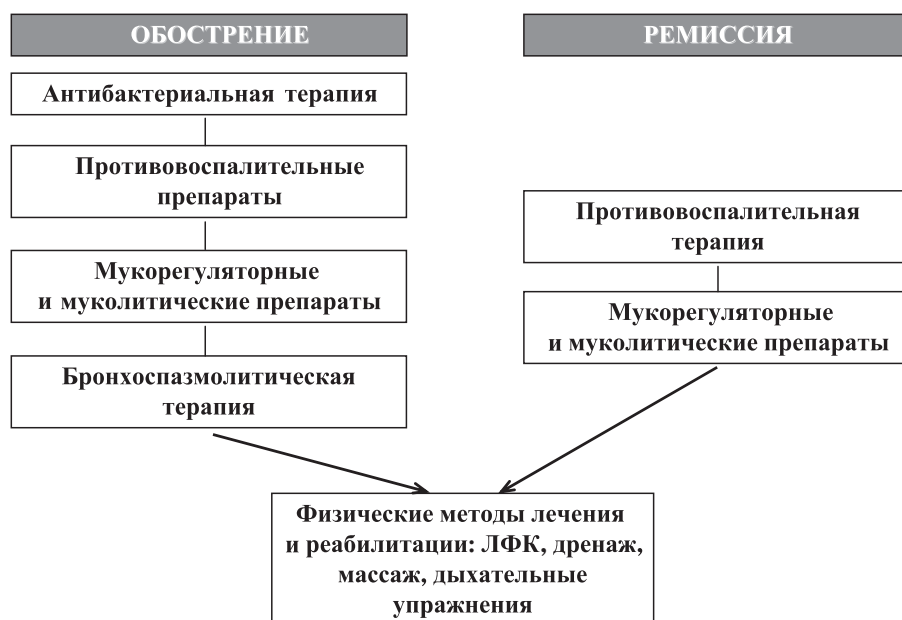 ОБОСТРЕНИЕ
Антибактериальная терапия
Противовоспалительные
препараты
Мукорегуляторные
и муколитические препараты
Бронхоспазмолитическая
терапия
РЕМИССИЯ
Противовоспалительная
терапия
Мукорегуляторные
и муколитические препараты
Физические методы лечения
и реабилитации: ЛФК, дренаж,
массаж, дыхательные
упражнения